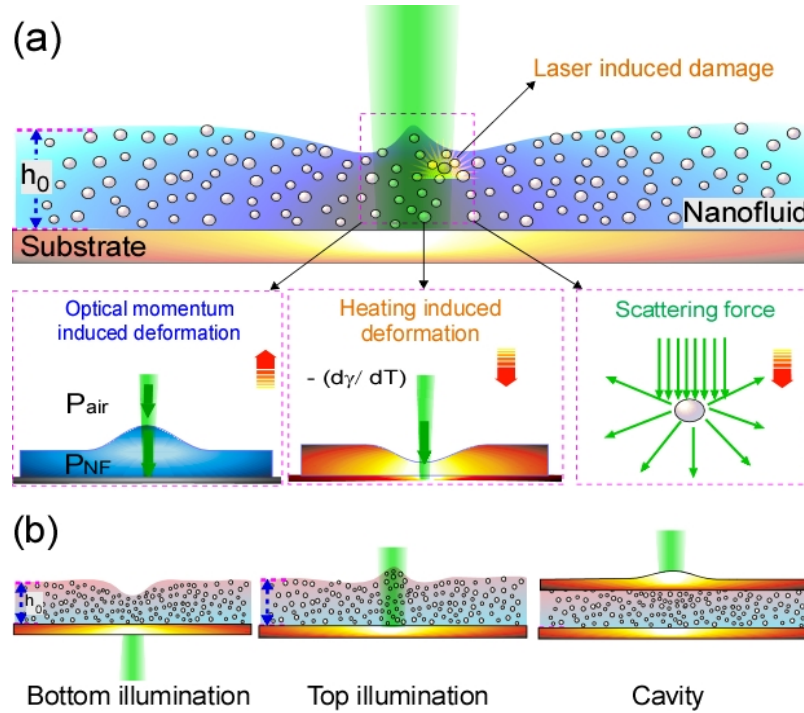 (a)
Laser induced damage
h₀
Nanofluid
Substrate
Optical momentum
induced deformation
Pair
PNF
Heating induced
deformation
- (dγ/ dT)
Scattering force
(b)
h
Bottom illumination
Top illumination
Cavity